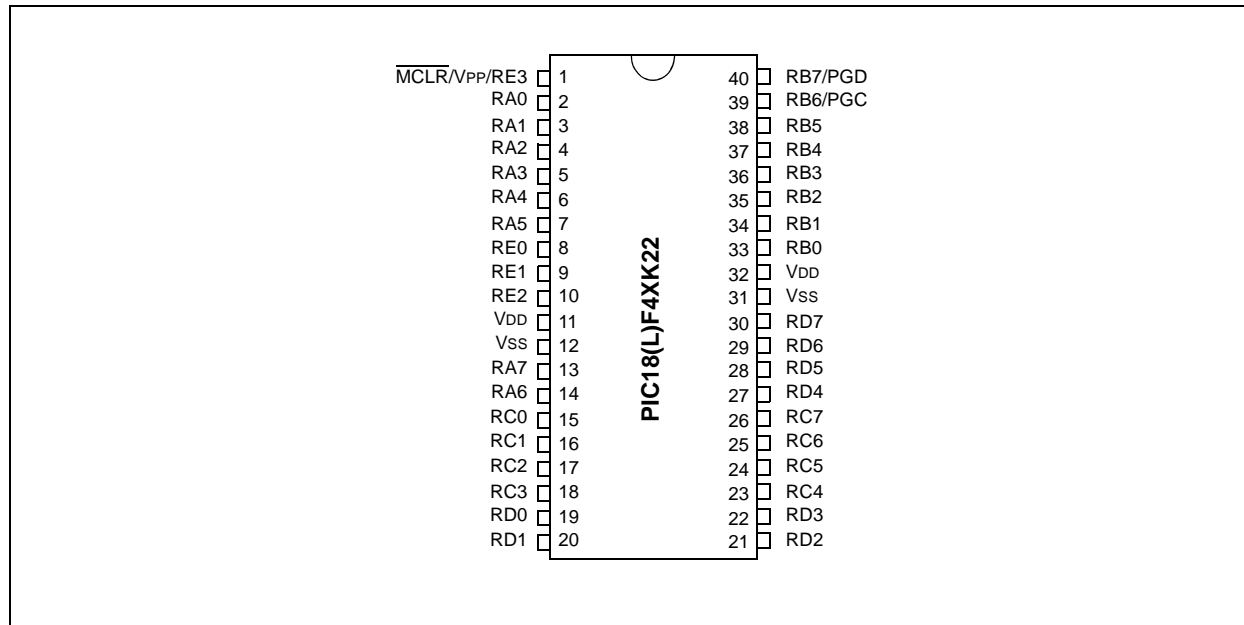 MCLR/VPP/RE3 1 40 RB7/PGD
RA0 2 39 RB6/PGC
RA1 3 38 RB5
RA2 4 37 RB4
RA3 5 36 RB3
RA4 6 35 RB2
RA5 7 34 RB1
RE0 8 33 RB0
RE1 9 32 VDD
RE2 10 31 VSS
VDD 11 30 RD7
VSS 12 29 RD6
RA7 13 28 RD5
RA6 14 27 RD4
RC0 15 26 RC7
RC1 16 25 RC6
RC2 17 24 RC5
RC3 18 23 RC4
RD0 19 22 RD3
RD1 20 21 RD2
PIC18(L)F4XK22